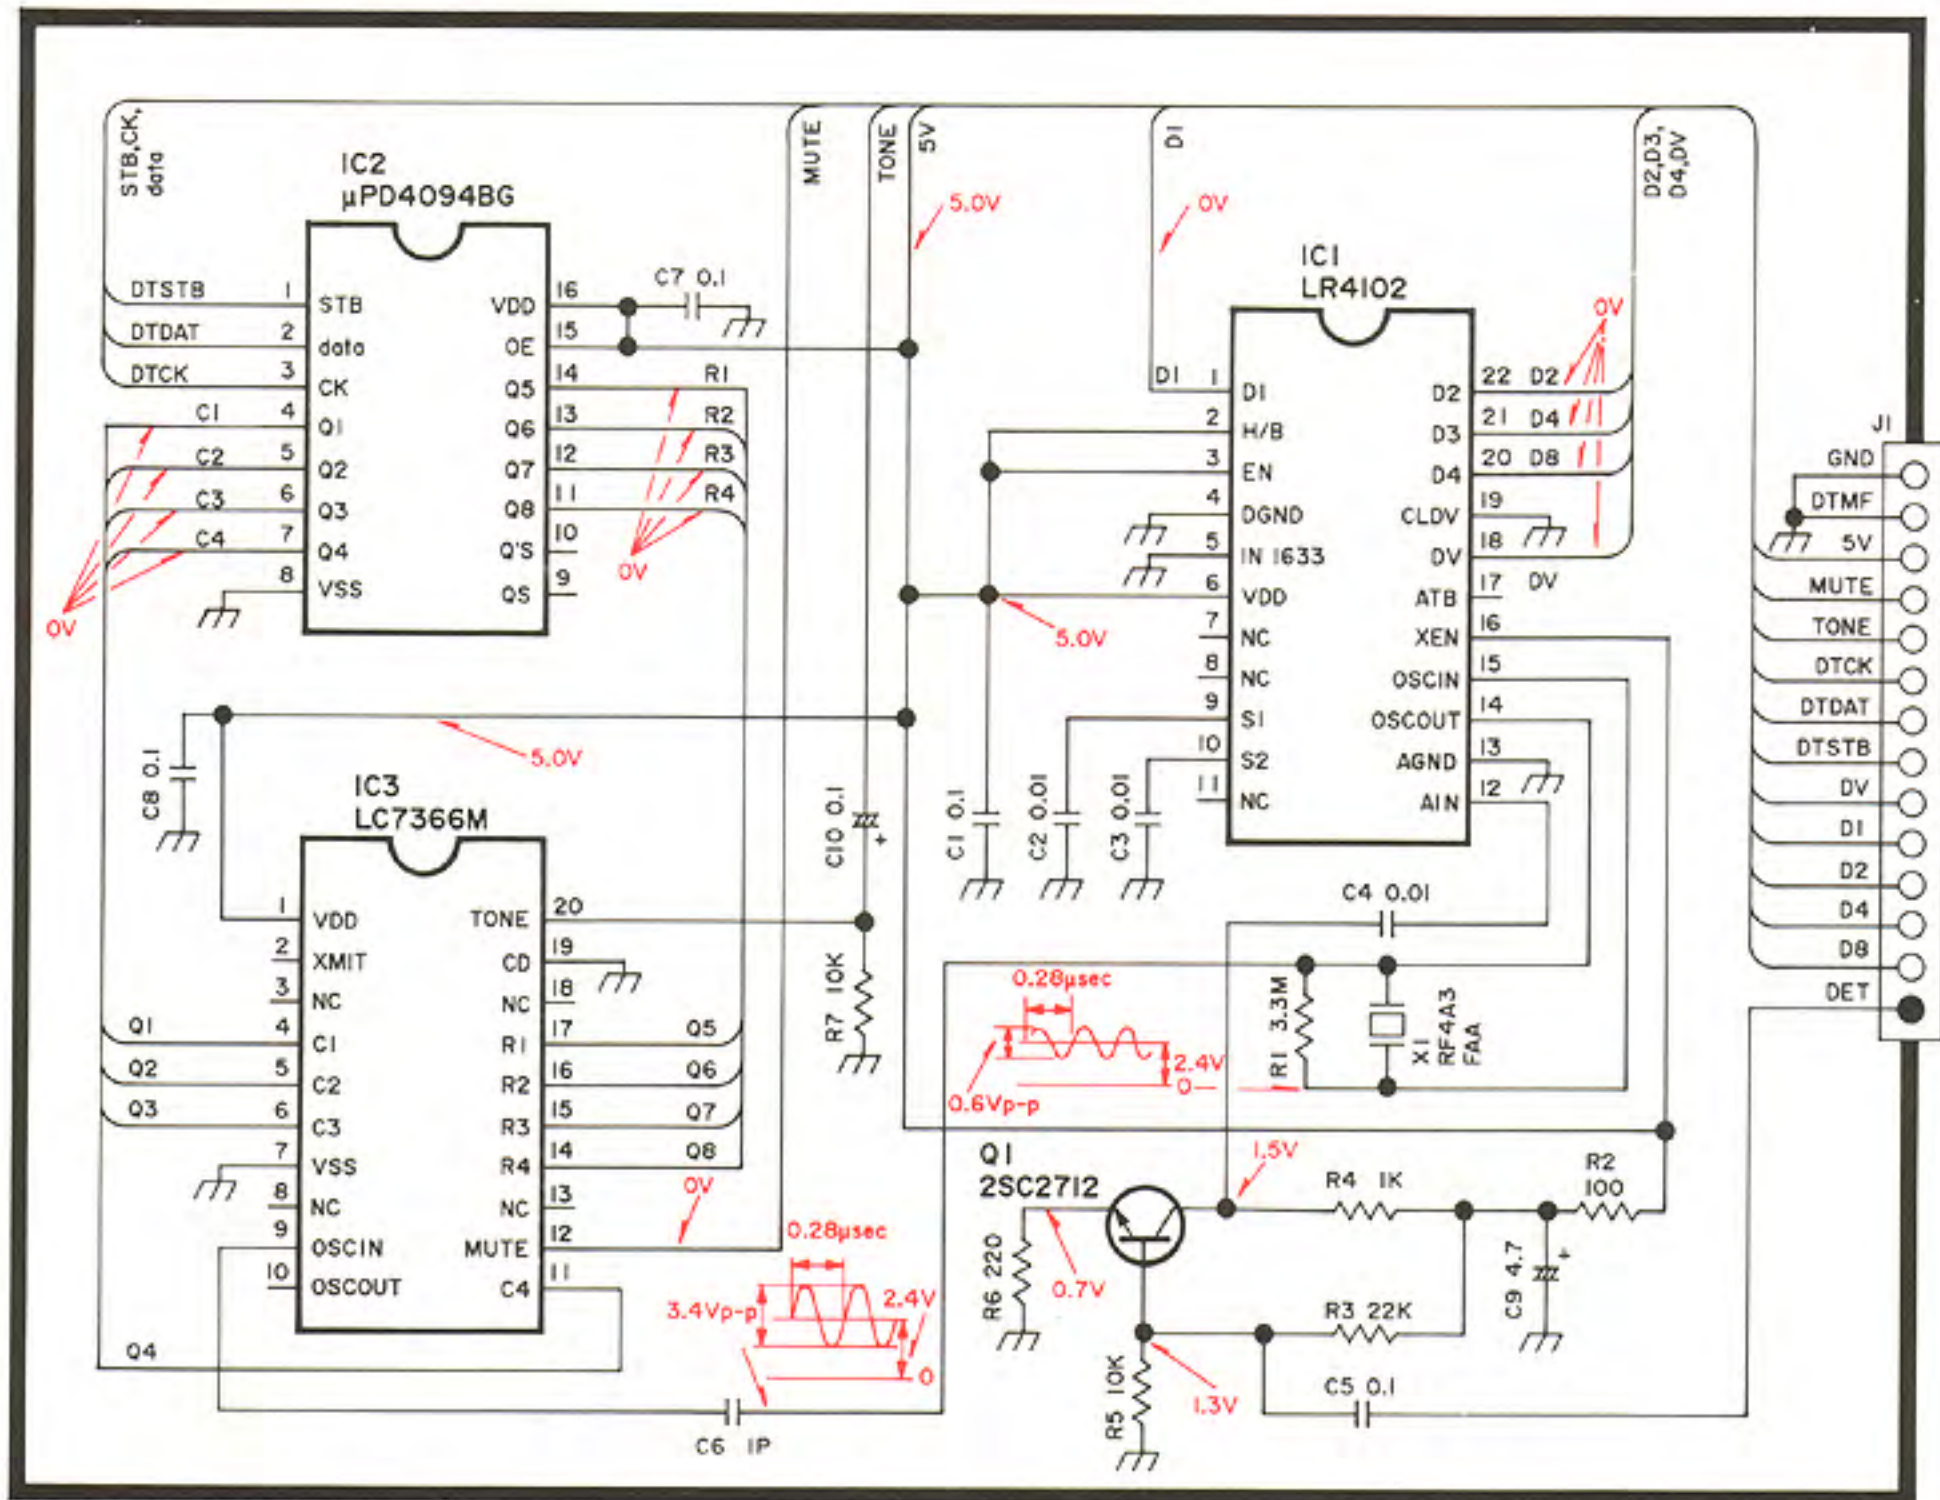 STB,CK,
data
MUTE
TONE
5V
D1
D2,D3,
D4,DV
IC2
μPD4094BG
DTSTB 1 STB
DTDAT 2 data
DTCK 3 CK
C1 4 Q1
C2 5 Q2
C3 6 Q3
C4 7 Q4
8 VSS
VDD 16
OE 15
Q5 14 R1
Q6 13 R2
Q7 12 R3
Q8 11 R4
Q'S 10
QS 9
C7 0.1
0V
0V
5.0V
0V
IC1
LR4102
D1 1 D1
2 H/B
3 EN
4 DGND
5 IN 1633
6 VDD
7 NC
8 NC
9 S1
10 S2
11 NC
D2 22 D2
D3 21 D4
D4 20 D8
CLDV 19
DV 18 DV
ATB 17
XEN 16
OSCIN 15
OSCOUT 14
AGND 13
AIN 12
0V
5.0V
J1
GND
DTMF
5V
MUTE
TONE
DTCK
DTDAT
DTSTB
DV
D1
D2
D4
D8
DET
C8 0.1
5.0V
IC3
LC7366M
1 VDD
2 XMIT
3 NC
Q1 4 C1
Q2 5 C2
Q3 6 C3
7 VSS
8 NC
9 OSCIN
10 OSCOUT
TONE 20
CD 19
NC 18
R1 17 Q5
R2 16 Q6
R3 15 Q7
R4 14 Q8
NC 13
MUTE 12
C4 11
Q4
C10 0.1
+
R7 10K
C1 0.1
C2 0.01
C3 0.01
C4 0.01
0.28μsec
2.4V
0
0.6Vp-p
R1 3.3M
X1
RF4A3
FAA
0V
0.28μsec
3.4Vp-p
2.4V
0
C6 1P
Q1
2SC2712
1.5V
R4 1K
R2
100
R6 220
0.7V
R3 22K
C9 4.7
+
R5 10K
1.3V
C5 0.1